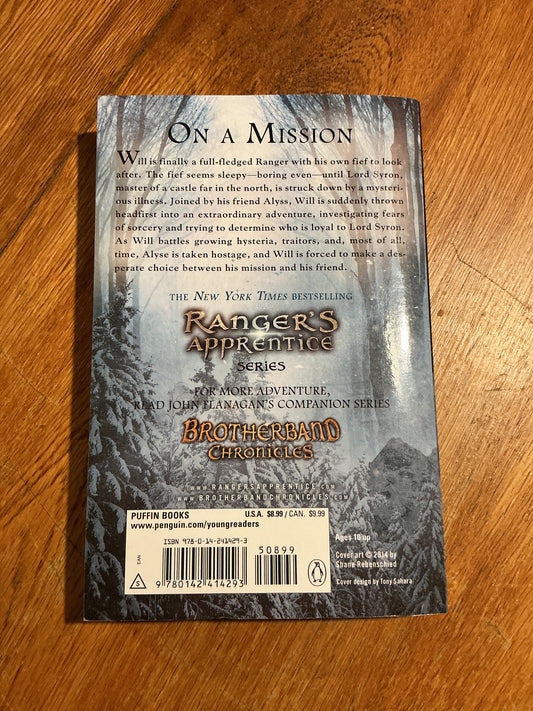 ON A MISSION
Will is finally a full-fledged Ranger with his own fief to look
after. The fief seems sleepy—boring even—until Lord Syron,
master of a castle far in the north, is struck down by a mysteri-
ous illness. Joined by his friend Alyss, Will is suddenly thrown
headfirst into an extraordinary adventure, investigating fears
of sorcery and trying to determine who is loyal to Lord Syron.
As Will battles growing hysteria, traitors, and, most of all,
time, Alyse is taken hostage, and Will is forced to make a des-
perate choice between his mission and his friend.
THE New York Times BESTSELLING
RANGER'S
APPRENTICE
SERIES
FOR MORE ADVENTURE,
READ JOHN FLANAGAN'S COMPANION SERIES
BROTHERBAND
CHRONICLES
WWW.RANGERSAPPRENTICE.COM
WWW.BROTHERBANDCHRONICLES.COM
PUFFIN BOOKS U.S.A. $8.99 / CAN. $9.99
www.penguin.com/youngreaders
ISBN 978-0-14-241429-3
50899
EAN
S
9 780142 414293
Ages 10 up
Cover art © 2014 by
Shane Rebenschied
Cover design by Tony Sahara